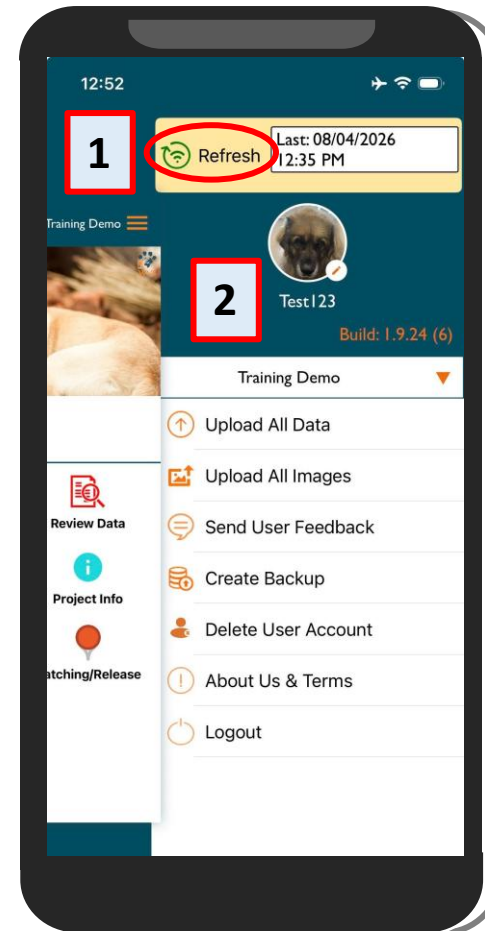 12:52
1
Refresh
Last: 08/04/2026
12:35 PM
Training Demo
2
Test123
Build: 1.9.24 (6)
Training Demo
Upload All Data
Upload All Images
Review Data
Send User Feedback
Create Backup
Project Info
Delete User Account
atching/Release
About Us & Terms
Logout